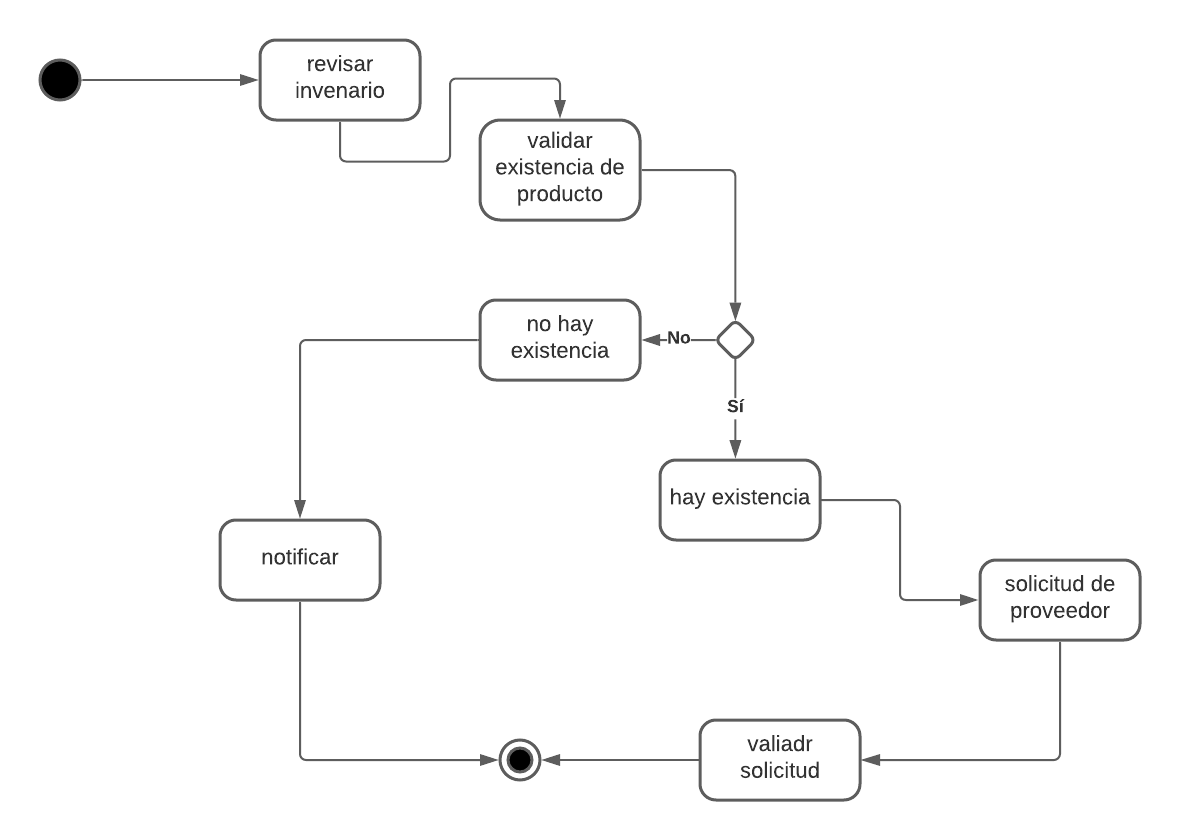 revisar
invenario
validar
existencia de
producto
no hay
existencia
No
Sí
hay existencia
notificar
solicitud de
proveedor
valiadr
solicitud